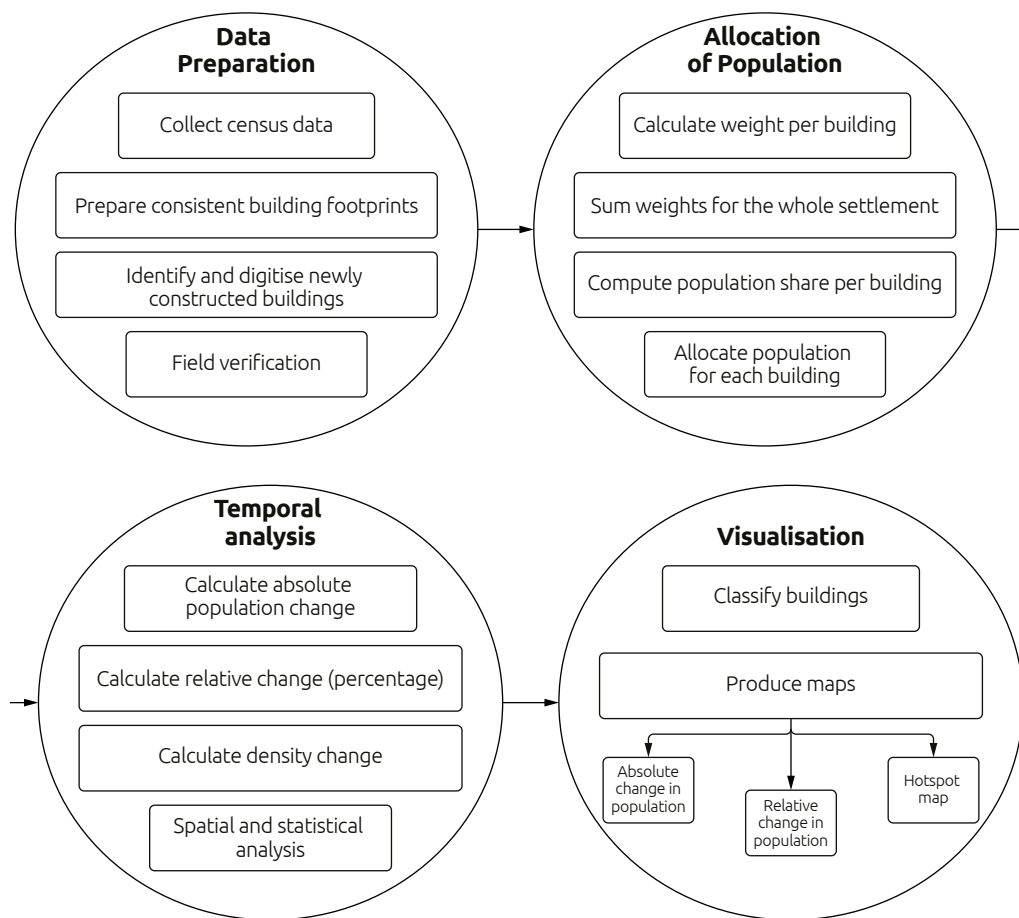 Data
Preparation
Collect census data
Prepare consistent building footprints
Identify and digitise newly
constructed buildings
Field verification
Allocation
of Population
Calculate weight per building
Sum weights for the whole settlement
Compute population share per building
Allocate population
for each building
Temporal
analysis
Calculate absolute
population change
Calculate relative change (percentage)
Calculate density change
Spatial and statistical
analysis
Visualisation
Classify buildings
Produce maps
Absolute
change in
population
Relative
change in
population
Hotspot
map